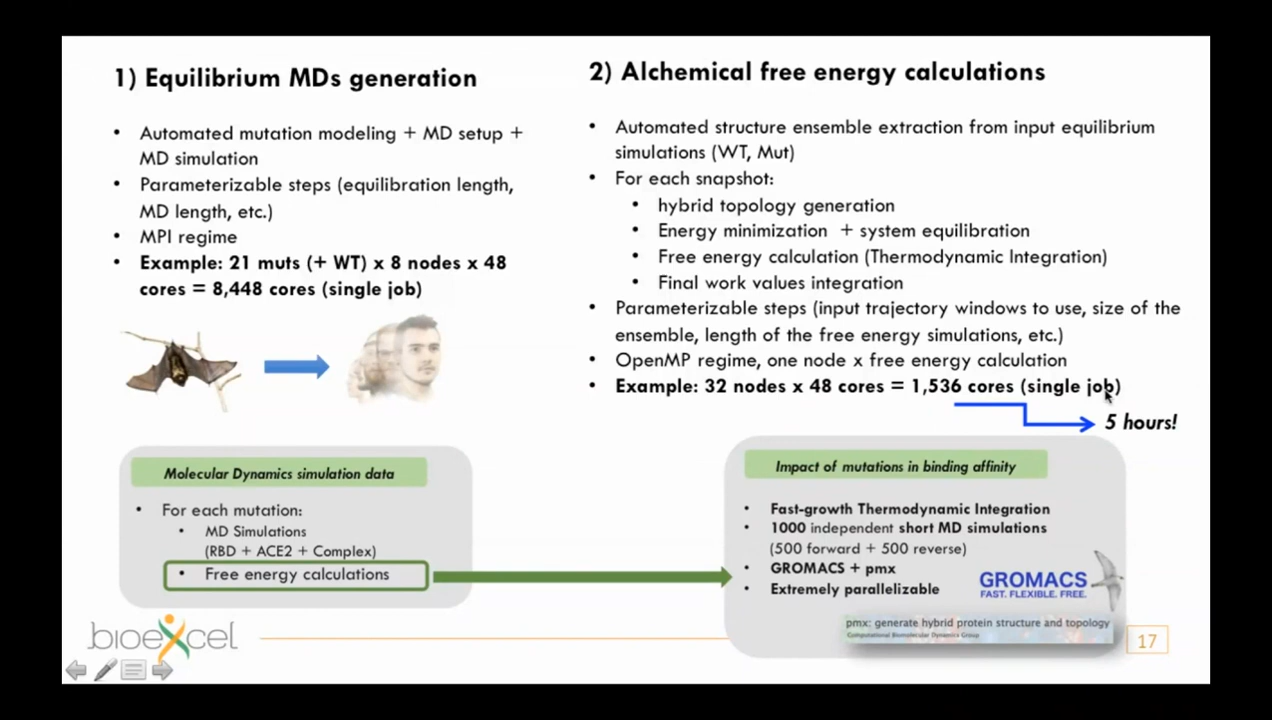 1) Equilibrium MDs generation
• Automated mutation modeling + MD setup +
MD simulation
• Parameterizable steps (equilibration length,
MD length, etc.)
• MPI regime
• Example: 21 muts (+ WT) x 8 nodes x 48
cores = 8,448 cores (single job)
2) Alchemical free energy calculations
• Automated structure ensemble extraction from input equilibrium
simulations (WT, Mut)
• For each snapshot:
• hybrid topology generation
• Energy minimization + system equilibration
• Free energy calculation (Thermodynamic Integration)
• Final work values integration
• Parameterizable steps (input trajectory windows to use, size of the
ensemble, length of the free energy simulations, etc.)
• OpenMP regime, one node x free energy calculation
• Example: 32 nodes x 48 cores = 1,536 cores (single job)
5 hours!
Molecular Dynamics simulation data
• For each mutation:
• MD Simulations
(RBD + ACE2 + Complex)
• Free energy calculations
Impact of mutations in binding affinity
• Fast-growth Thermodynamic Integration
• 1000 independent short MD simulations
(500 forward + 500 reverse)
• GROMACS + pmx
• Extremely parallelizable
GROMACS
FAST. FLEXIBLE. FREE.
pmx: generate hybrid protein structure and topology
Computational Biomolecular Dynamics Group
bioexcel
17